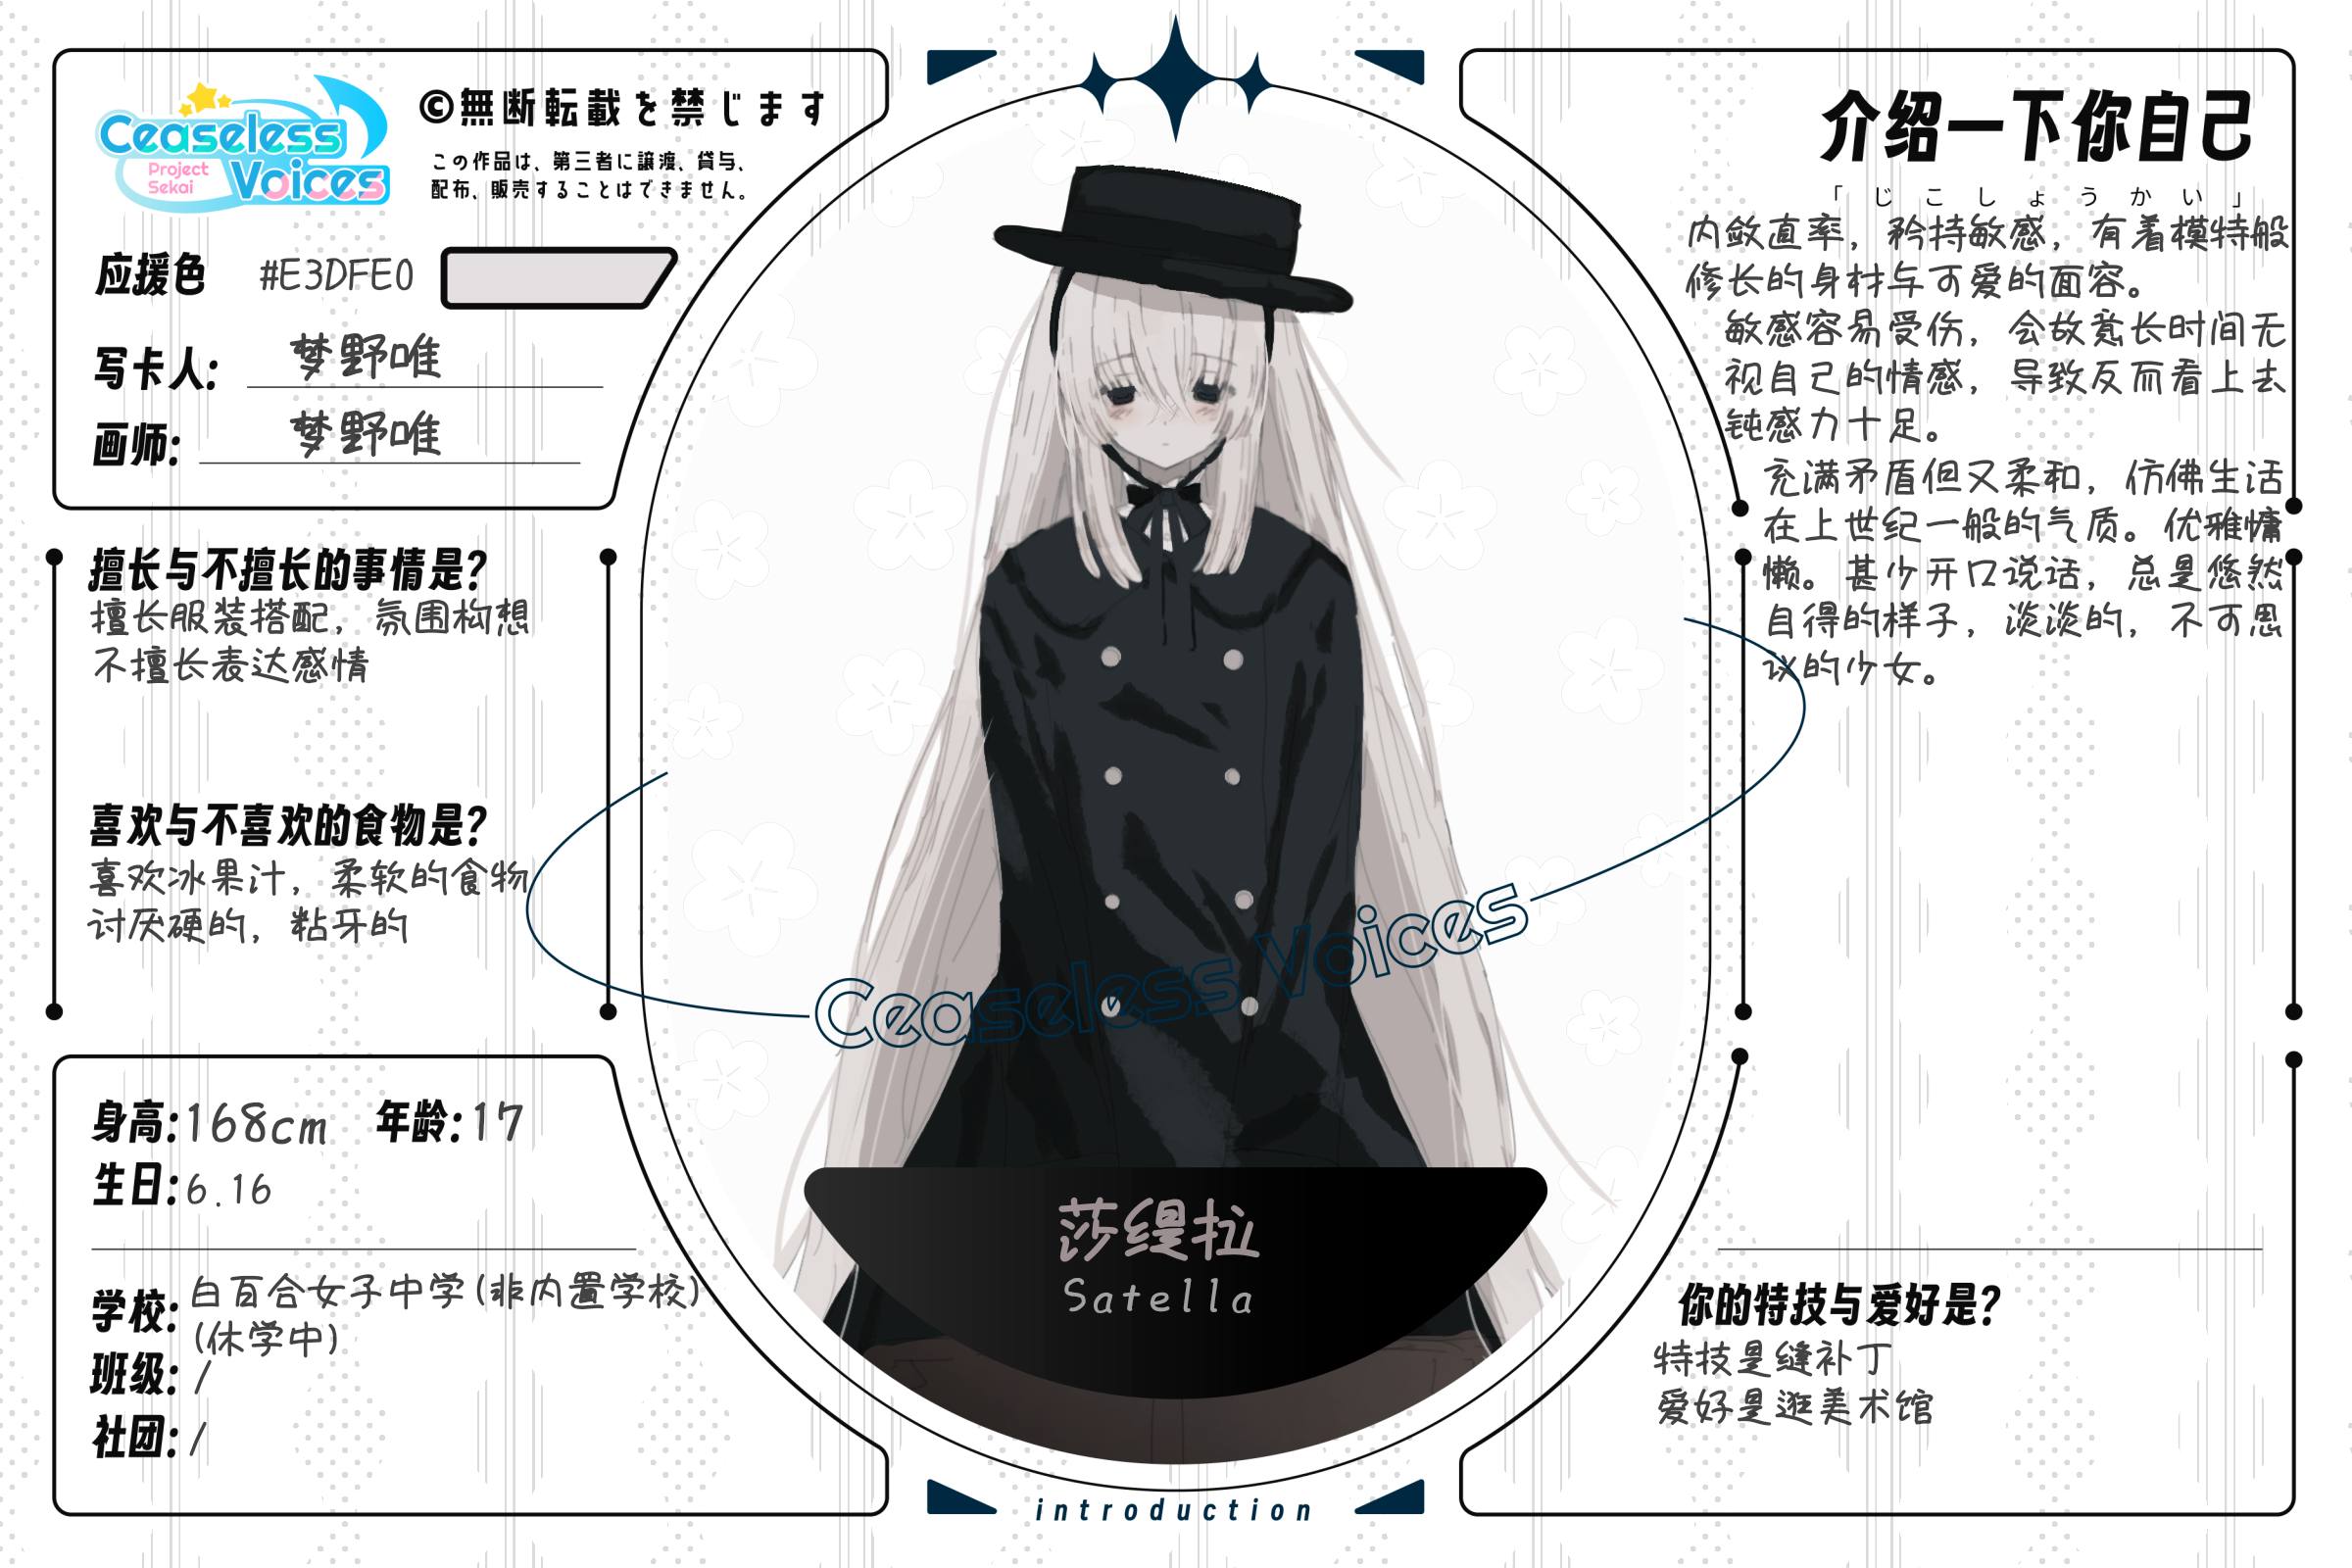 Ceaseless
Project
Sekai
Voices
©無断転載を禁じます
この作品は、第三者に譲渡、貸与、
配布、販売することはできません。
应援色 #E3DFE0
写卡人: 梦野唯
画师: 梦野唯
擅长与不擅长的事情是?
擅长服装搭配，氛围构想
不擅长表达感情
喜欢与不喜欢的食物是?
喜欢冰果汁，柔软的食物
讨厌硬的，粘牙的
身高:168cm 年龄:17
生日:6.16
学校:白百合女子中学(非内置学校)
(休学中)
班级:/
社团:/
Ceaseless Voices
莎缇拉
Satella
introduction
介绍一下你自己
「じこしょうかい」
内敛直率，矜持敏感，有着模特般
修长的身材与可爱的面容。
敏感容易受伤，会故意长时间无
视自己的情感，导致反而看上去
钝感力十足。
充满矛盾但又柔和，仿佛生活
在上世纪一般的气质。优雅慵
懒。甚少开口说话，总是悠然
自得的样子，淡淡的，不可思
议的少女。
你的特技与爱好是?
特技是缝补丁
爱好是逛美术馆